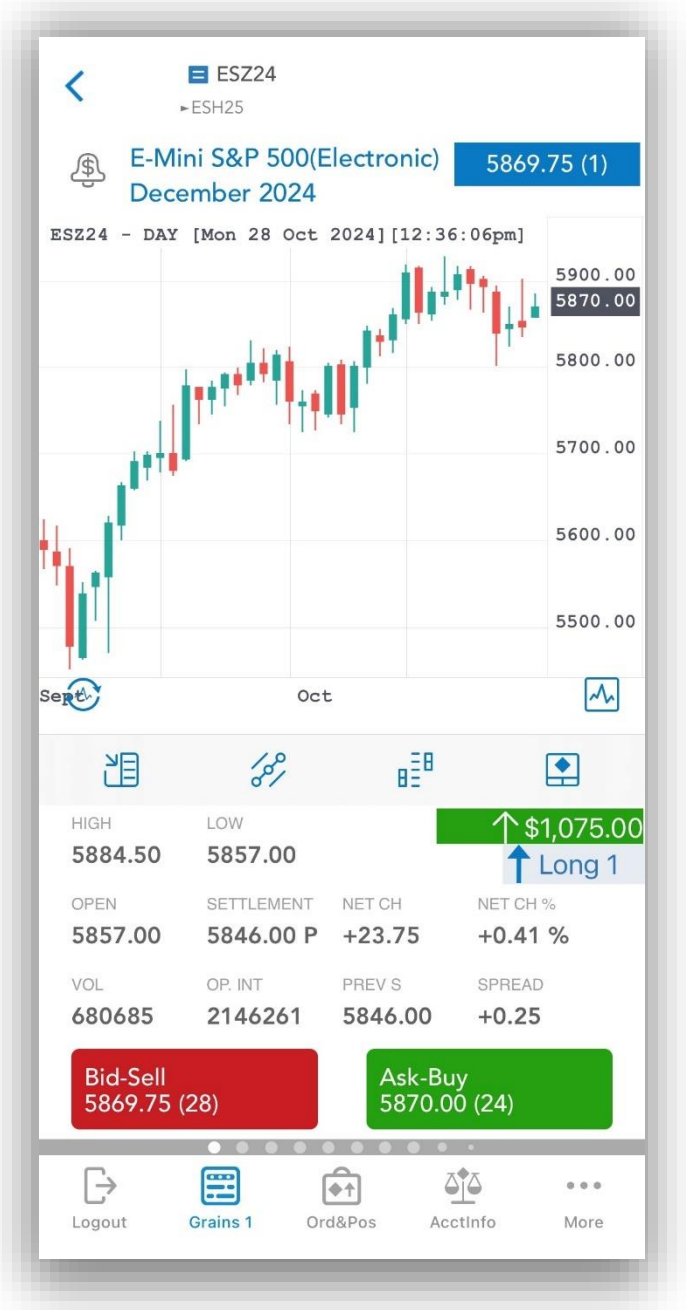 ESZ24
►ESH25
E-Mini S&P 500(Electronic)
December 2024
5869.75 (1)
ESZ24 - DAY [Mon 28 Oct 2024][12:36:06pm]
5900.00
5870.00
5800.00
5700.00
5600.00
5500.00
Sept Oct
HIGH LOW
5884.50 5857.00
$1,075.00
Long 1
OPEN SETTLEMENT NET CH NET CH %
5857.00 5846.00 P +23.75 +0.41 %
VOL OP. INT PREV S SPREAD
680685 2146261 5846.00 +0.25
Bid-Sell
5869.75 (28)
Ask-Buy
5870.00 (24)
Logout Grains 1 Ord&Pos AcctInfo More